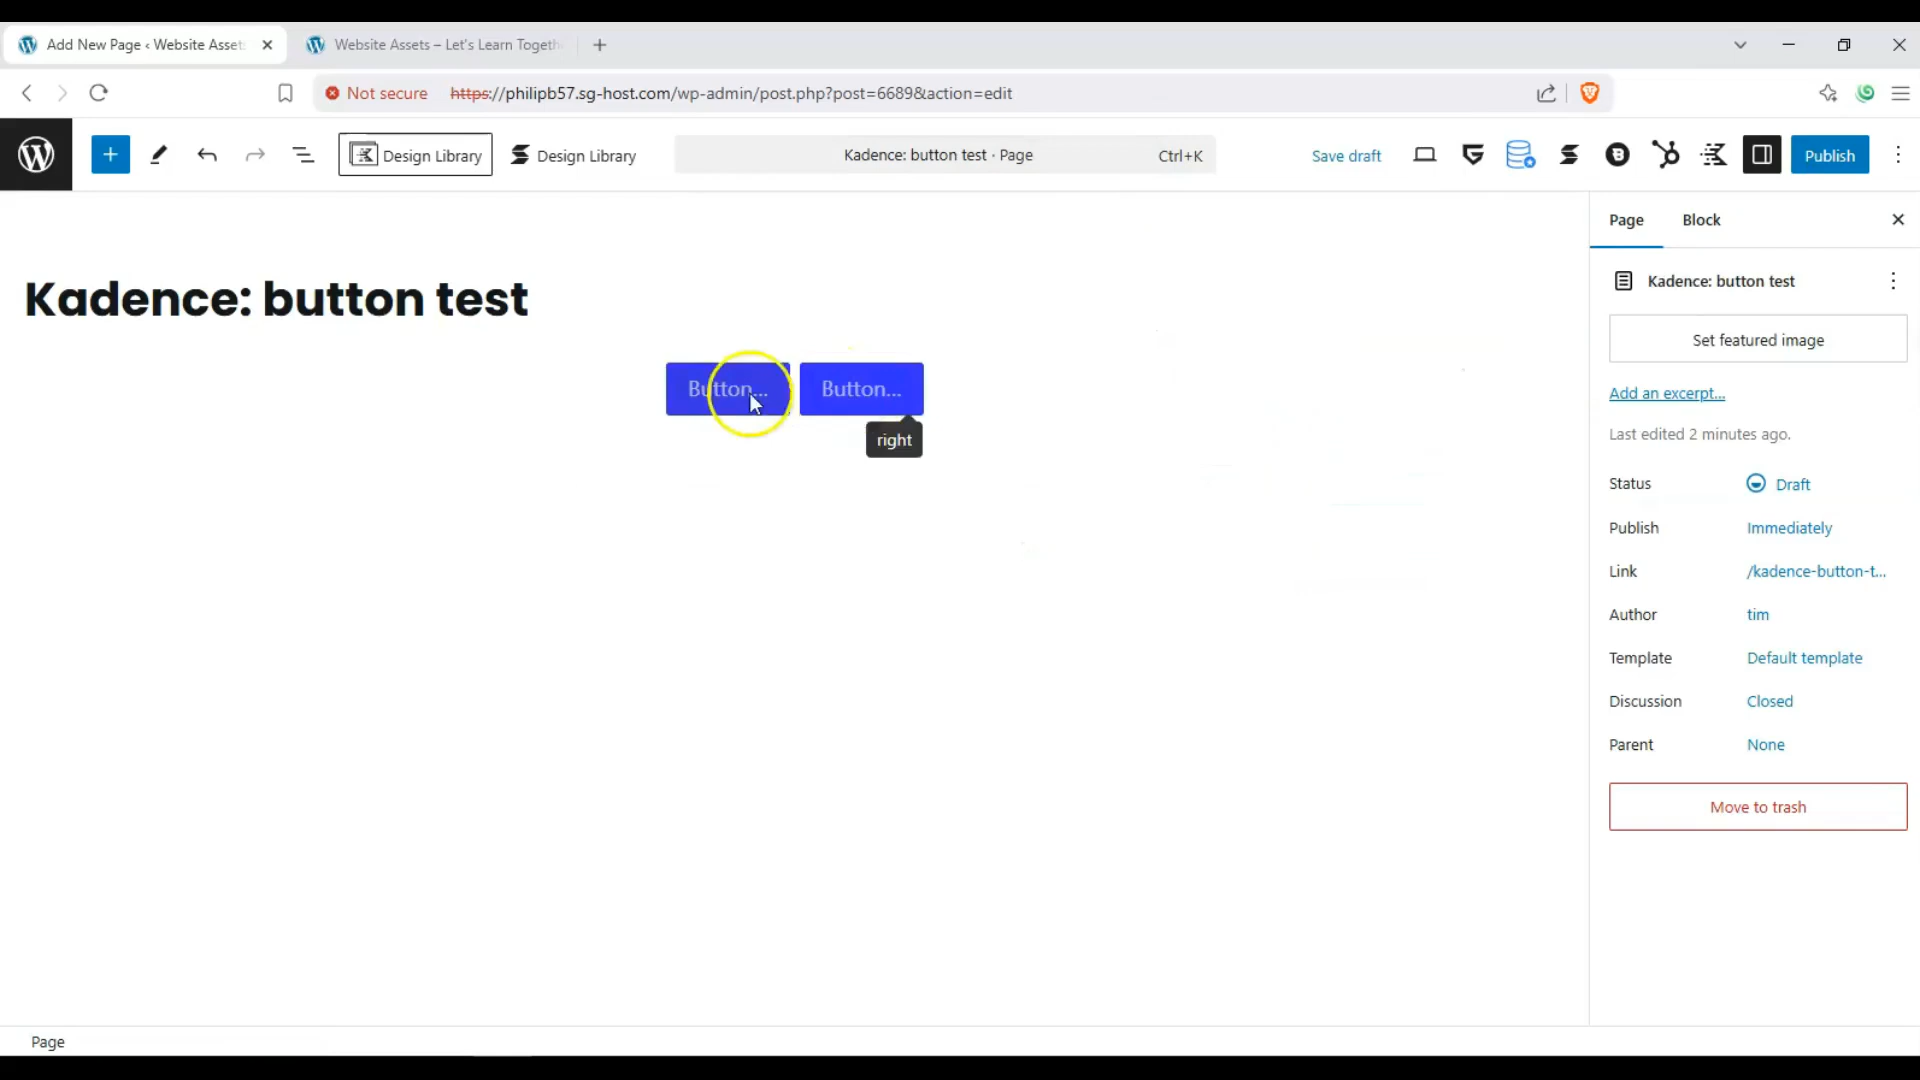 Add New Page ‹ Website Asset
Website Assets – Let's Learn Togeth
Not secure
https://philipb57.sg-host.com/wp-admin/post.php?post=6689&action=edit
Design Library
Design Library
Kadence: button test · Page
Ctrl+K
Save draft
Publish
Page
Block
Kadence: button test
Kadence: button test
Set featured image
Button...
Button...
right
Add an excerpt...
Last edited 2 minutes ago.
Status
Draft
Publish
Immediately
Link
/kadence-button-t...
Author
tim
Template
Default template
Discussion
Closed
Parent
None
Move to trash
Page